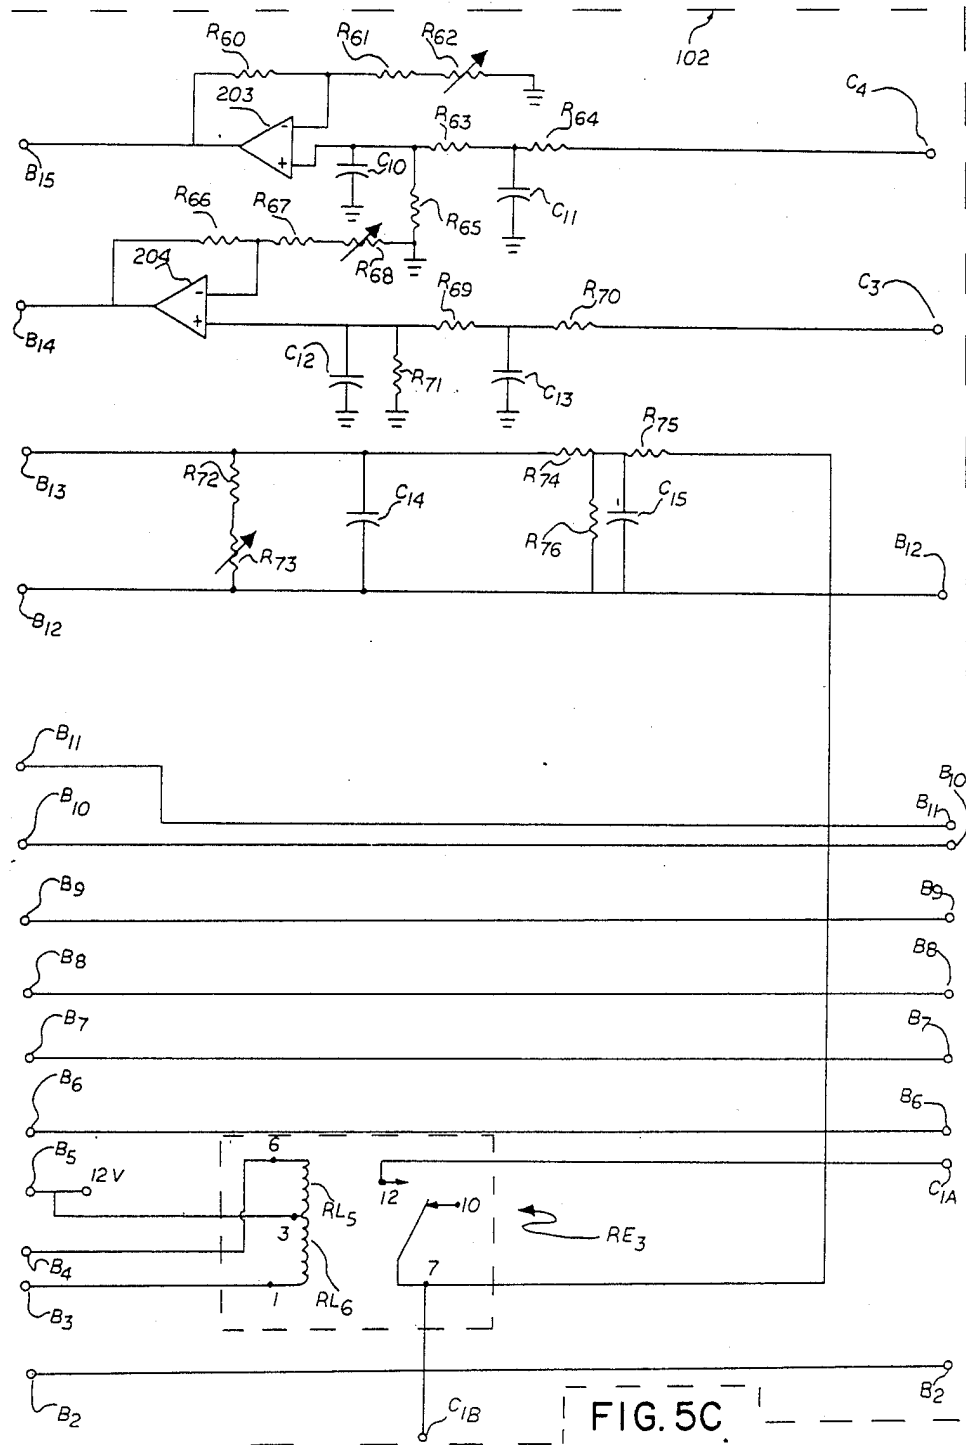 R60 R61 R62
102
203
-
+
C4
R63 R64
B15
C10
R65
C11
R66 R67
R68
204
-
+
C3
R69 R70
B14
C12
R71
C13
R75
B13
R72
R74
C14
C15
R73
R76
B12
B12
B11
B10
B10
B11
B9 B9
B8 B8
B7 B7
B6 B6
B5
12V
6
RL5
12
10
C1A
3
RE3
B4
7
1
RL6
B3
B2
C1B
B2
FIG. 5C